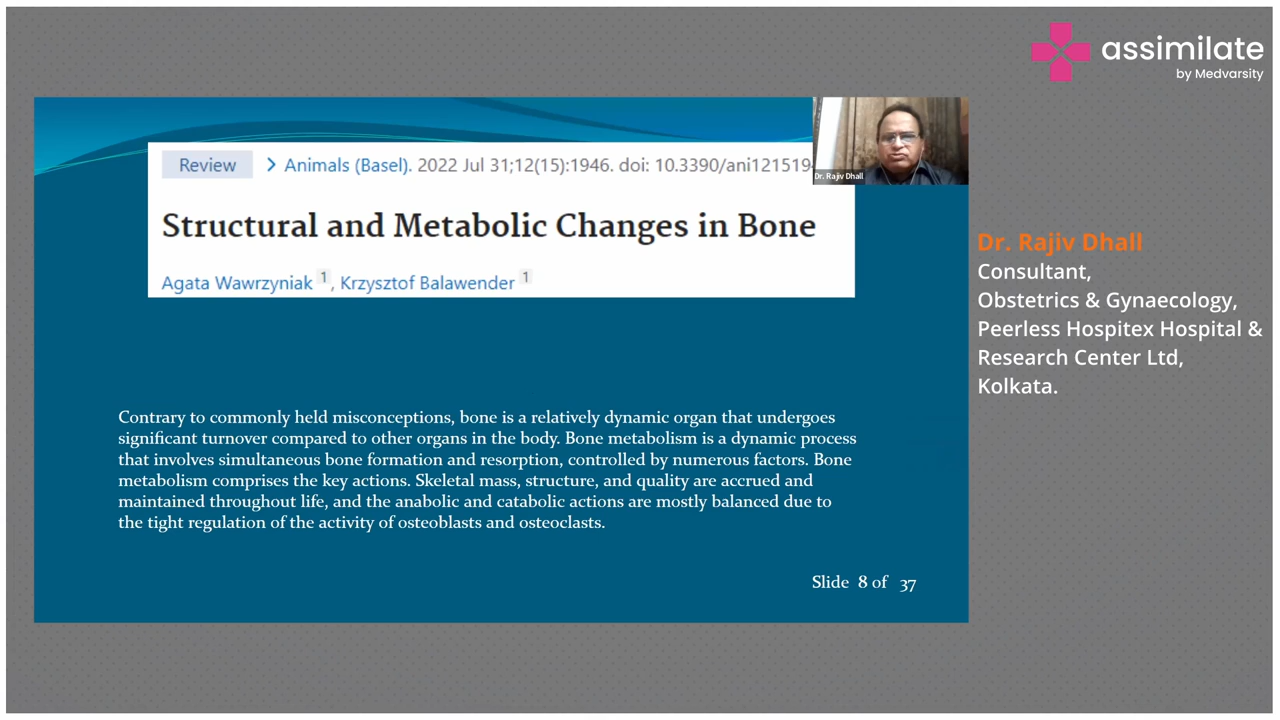 assimilate
by Medvarsity
Review > Animals (Basel). 2022 Jul 31;12(15):1946. doi: 10.3390/ani121519
Dr. Rajiv Dhall
Structural and Metabolic Changes in Bone
Agata Wawrzyniak 1, Krzysztof Balawender 1
Contrary to commonly held misconceptions, bone is a relatively dynamic organ that undergoes
significant turnover compared to other organs in the body. Bone metabolism is a dynamic process
that involves simultaneous bone formation and resorption, controlled by numerous factors. Bone
metabolism comprises the key actions. Skeletal mass, structure, and quality are accrued and
maintained throughout life, and the anabolic and catabolic actions are mostly balanced due to
the tight regulation of the activity of osteoblasts and osteoclasts.
Slide 8 of 37
Dr. Rajiv Dhall
Consultant,
Obstetrics & Gynaecology,
Peerless Hospitex Hospital &
Research Center Ltd,
Kolkata.